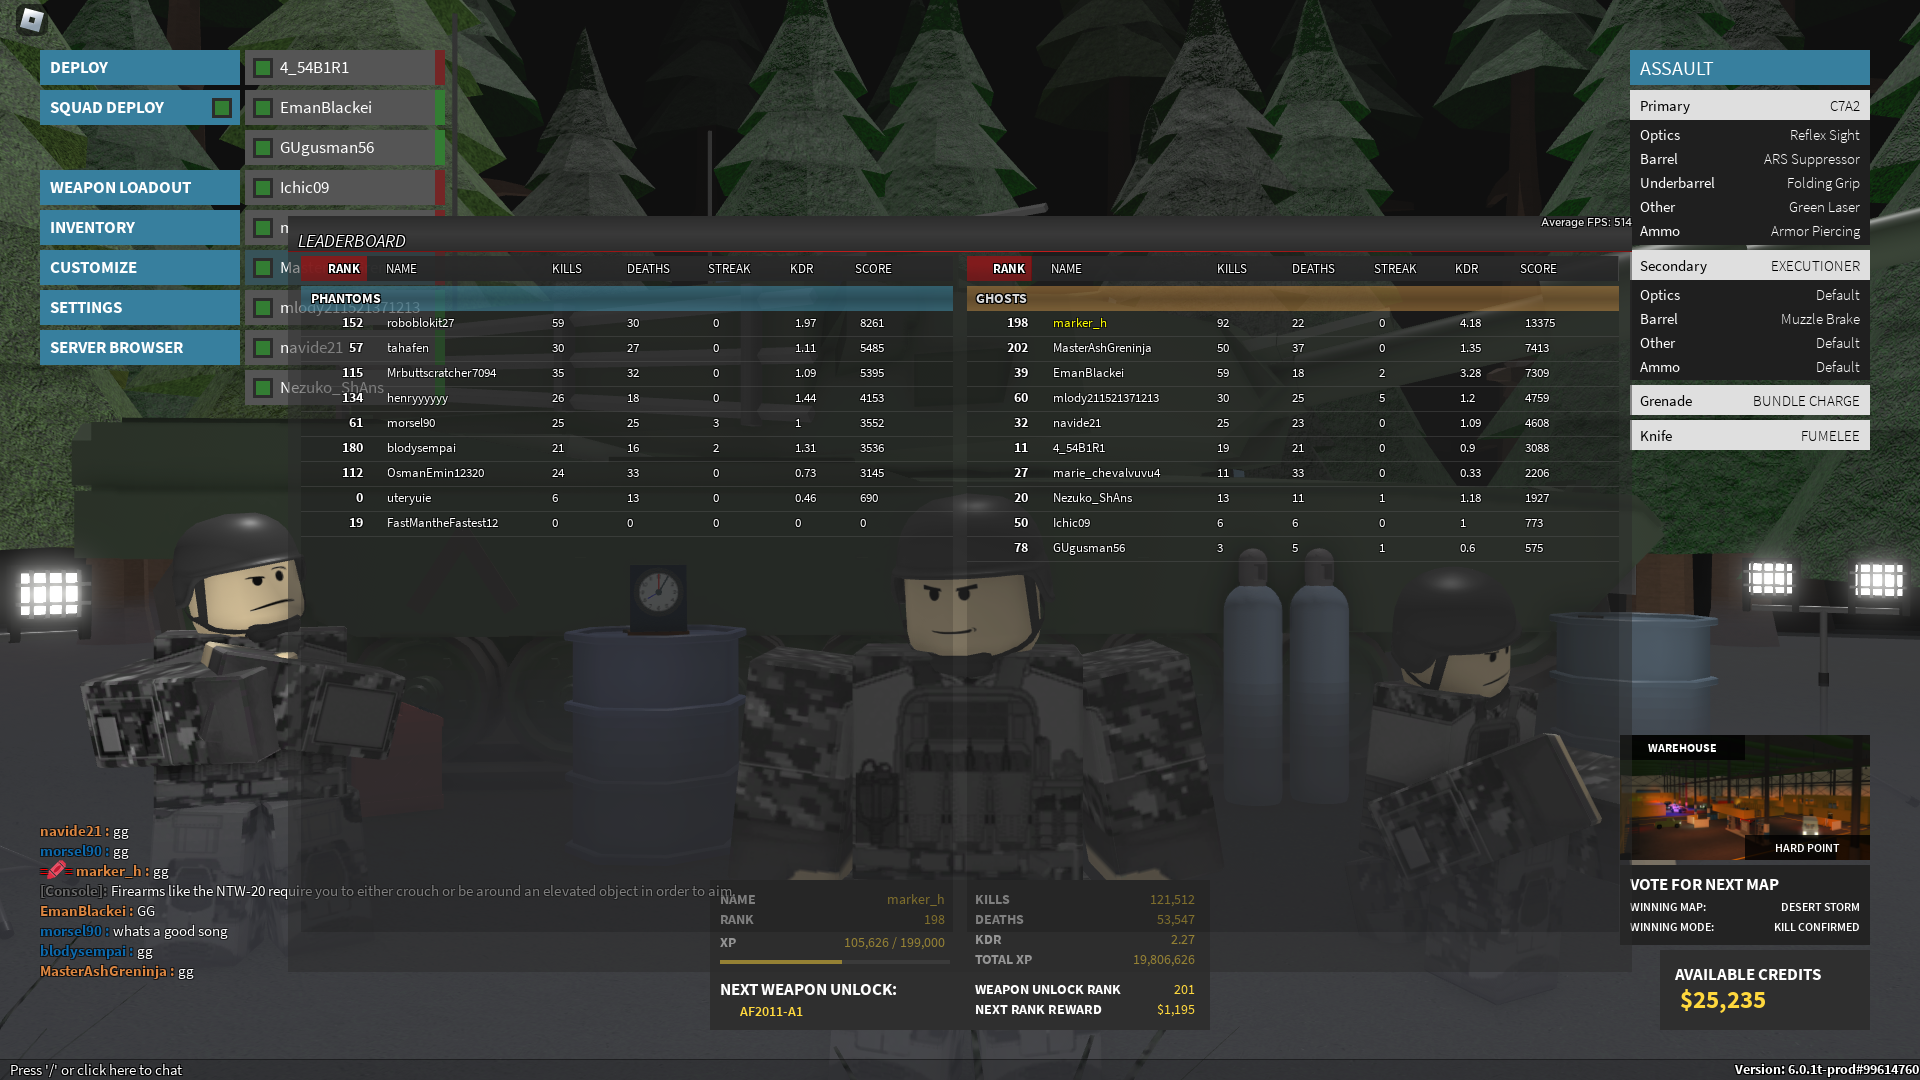 DEPLOY
SQUAD DEPLOY
WEAPON LOADOUT
INVENTORY
CUSTOMIZE
SETTINGS
SERVER BROWSER
4_54B1R1
EmanBlackei
GUgusman56
Ichic09
m
Ma
mlody211521371213
navide21
Nezuko_ShAns
LEADERBOARD
Average FPS: 514
RANK NAME KILLS DEATHS STREAK KDR SCORE
PHANTOMS
152 roboblokit27 59 30 0 1.97 8261
57 tahafen 30 27 0 1.11 5485
115 Mrbuttscratcher7094 35 32 0 1.09 5395
134 henryyyyyy 26 18 0 1.44 4153
61 morsel90 25 25 3 1 3552
180 blodysempai 21 16 2 1.31 3536
112 OsmanEmin12320 24 33 0 0.73 3145
0 uteryuie 6 13 0 0.46 690
19 FastMantheFastest12 0 0 0 0 0
RANK NAME KILLS DEATHS STREAK KDR SCORE
GHOSTS
198 marker_h 92 22 0 4.18 13375
202 MasterAshGreninja 50 37 0 1.35 7413
39 EmanBlackei 59 18 2 3.28 7309
60 mlody211521371213 30 25 5 1.2 4759
32 navide21 25 23 0 1.09 4608
11 4_54B1R1 19 21 0 0.9 3088
27 marie_chevalvuvu4 11 33 0 0.33 2206
20 Nezuko_ShAns 13 11 1 1.18 1927
50 Ichic09 6 6 0 1 773
78 GUgusman56 3 5 1 0.6 575
ASSAULT
Primary C7A2
Optics Reflex Sight
Barrel ARS Suppressor
Underbarrel Folding Grip
Other Green Laser
Ammo Armor Piercing
Secondary EXECUTIONER
Optics Default
Barrel Muzzle Brake
Other Default
Ammo Default
Grenade BUNDLE CHARGE
Knife FUMELEE
WAREHOUSE
HARD POINT
VOTE FOR NEXT MAP
WINNING MAP: DESERT STORM
WINNING MODE: KILL CONFIRMED
AVAILABLE CREDITS
$25,235
navide21 : gg
morsel90 : gg
marker_h : gg
[Console]: Firearms like the NTW-20 require you to either crouch or be around an elevated object in order to aim.
EmanBlackei : GG
morsel90 : whats a good song
blodysempai : gg
MasterAshGreninja : gg
NAME marker_h
RANK 198
XP 105,626 / 199,000
NEXT WEAPON UNLOCK:
AF2011-A1
KILLS 121,512
DEATHS 53,547
KDR 2.27
TOTAL XP 19,806,626
WEAPON UNLOCK RANK 201
NEXT RANK REWARD $1,195
Press '/' or click here to chat
Version: 6.0.1t-prod#99614760